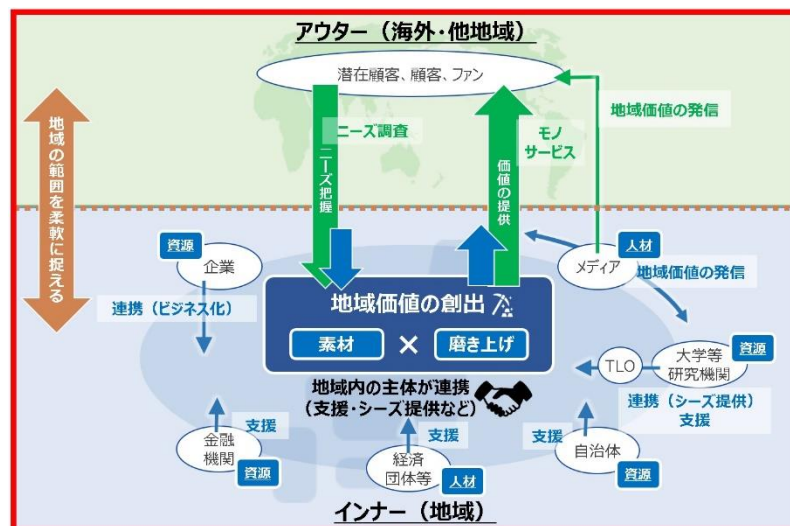 アウター（海外・他地域）
潜在顧客、顧客、ファン
地域の範囲を柔軟に捉える
ニーズ調査
ニーズ把握
価値の提供
モノ
サービス
地域価値の発信
資源
企業
連携（ビジネス化）
人材
メディア
地域価値の発信
地域価値の創出
素材
×
磨き上げ
地域内の主体が連携
（支援・シーズ提供など）
TLO
大学等
研究機関
資源
連携（シーズ提供）
支援
支援
金融
機関
資源
支援
経済
団体等
人材
支援
自治体
資源
インナー（地域）